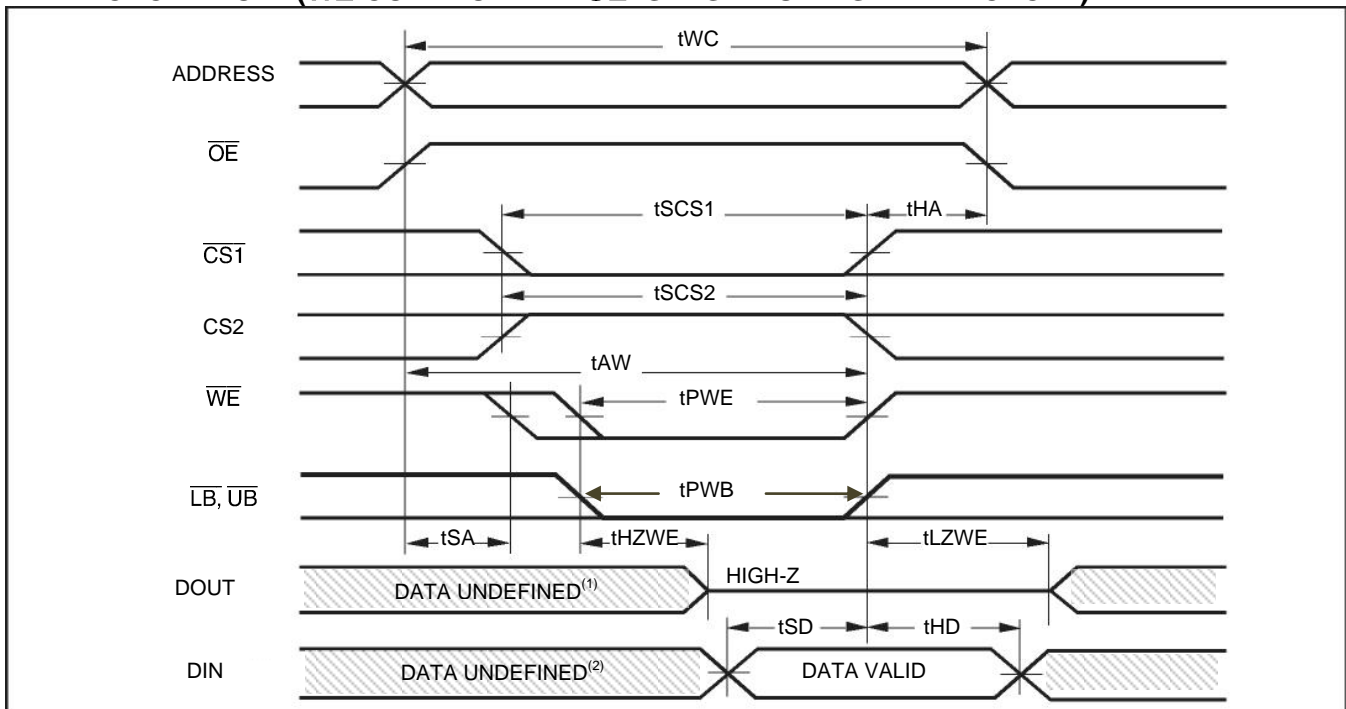 tWC
ADDRESS
OE
tSCS1
tHA
CS1
tSCS2
CS2
tAW
WE
tPWE
LB, UB
tPWB
tSA
tHZWE
tLZWE
DOUT
DATA UNDEFINED(1)
HIGH-Z
tSD
tHD
DIN
DATA UNDEFINED(2)
DATA VALID